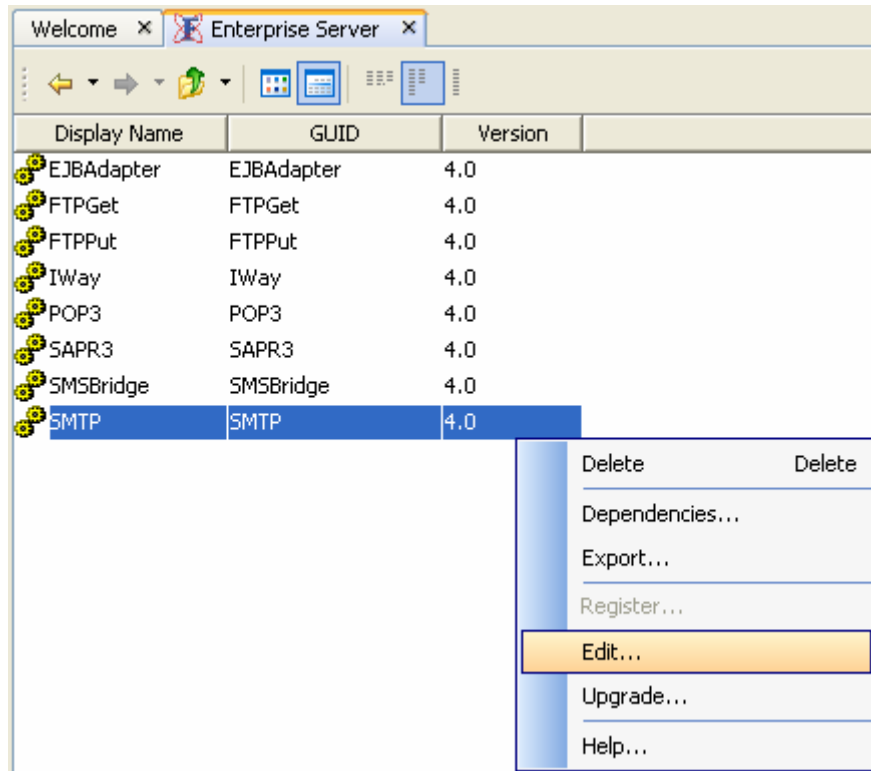 Welcome Enterprise Server
Display Name GUID Version
EJBAdapter EJBAdapter 4.0
FTPGet FTPGet 4.0
FTPPut FTPPut 4.0
IWay IWay 4.0
POP3 POP3 4.0
SAPR3 SAPR3 4.0
SMSBridge SMSBridge 4.0
SMTP SMTP 4.0
Delete Delete
Dependencies...
Export...
Register...
Edit...
Upgrade...
Help...